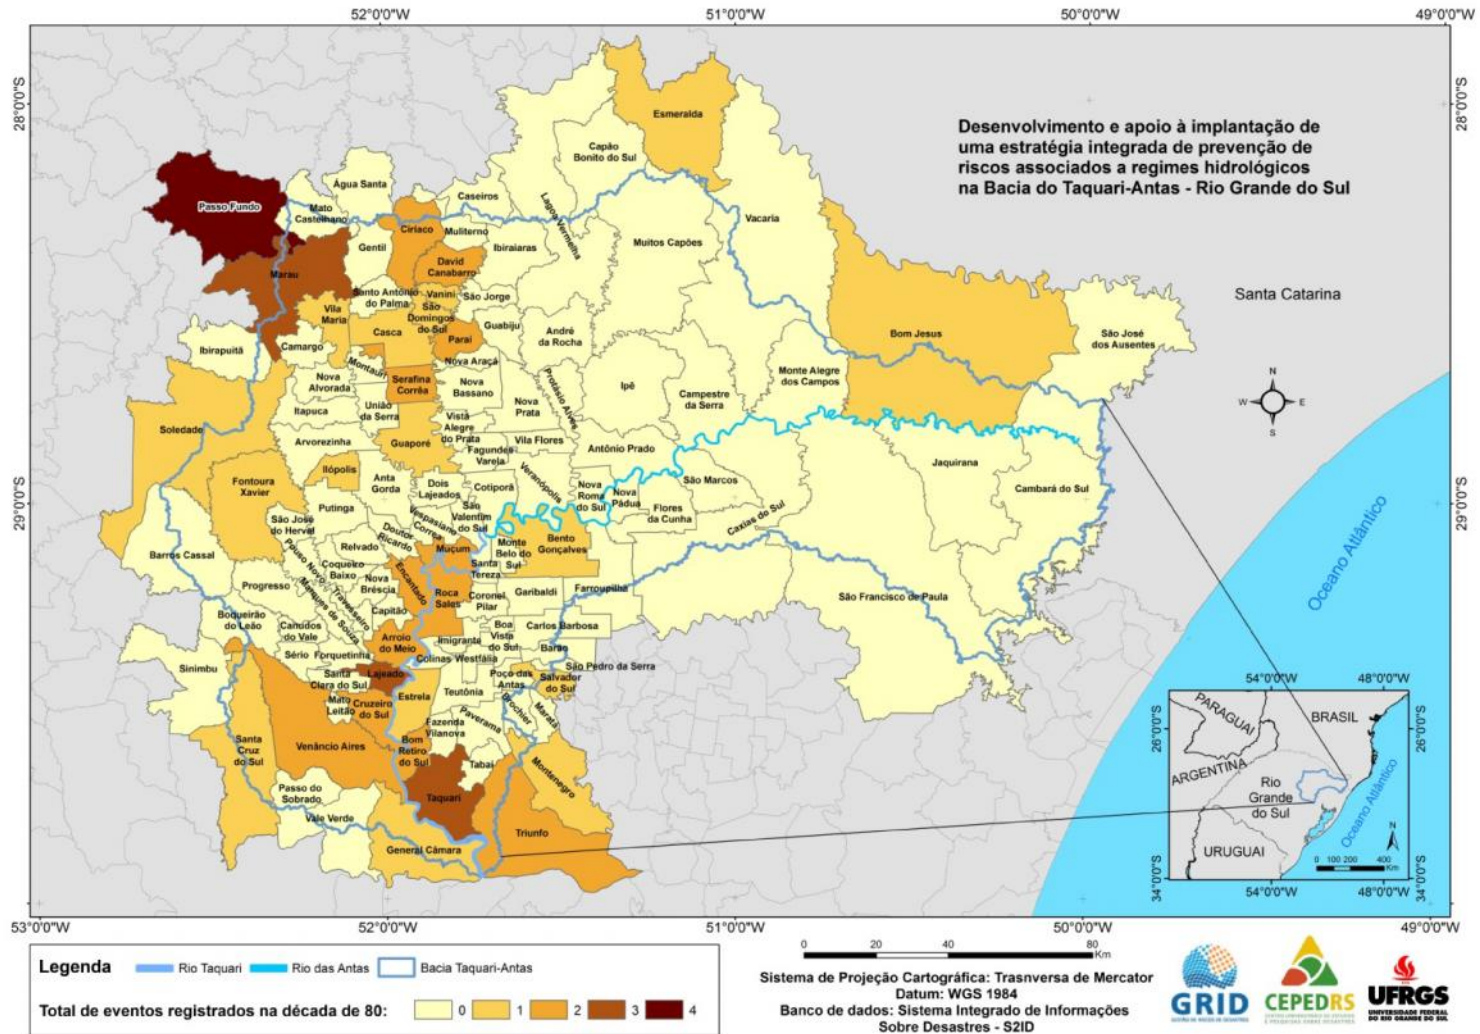 52°0'0"W
51°0'0"W
50°0'0"W
49°0'0"W
28°0'0"S
28°0'0"S
Desenvolvimento e apoio à implantação de
uma estratégia integrada de prevenção de
riscos associados a regimes hidrológicos
na Bacia do Taquari-Antas - Rio Grande do Sul
Esmeralda
Capão
Bonito do Sul
Água Santa
Caseiros
Lagoa Vermelha
Vacaria
Passo Fundo
Mato
Castelhano
Ciríaco
Muliterno
Gentil
Ibiraiaras
Muitos Capões
David
Canabarro
Marau
Santo Antônio
do Palma
Vanini
São Jorge
São
Domingos
do Sul
Vila
Maria
Casca
Guabiju
André
da Rocha
Paraí
Bom Jesus
São José
dos Ausentes
Santa Catarina
Ibirapuitã
Camargo
Montauri
Nova Araçá
Nova
Alvorada
Serafina
Corrêa
Nova
Bassano
Protásio Alves
Ipê
Monte Alegre
dos Campos
Campestre
da Serra
Itapuca
União
da Serra
Nova
Prata
Vista
Alegre
do Prata
Soledade
Arvorezinha
Guaporé
Fagundes
Varela
Vila Flores
Antônio Prado
Jaquirana
Ilópolis
Anta
Gorda
Dois
Lajeados
Cotiporã
Veranópolis
Nova
Roma
do Sul
Nova
Pádua
São Marcos
Cambará do Sul
Fontoura
Xavier
Putinga
São
Valentim
do Sul
Flores
da Cunha
Caxias do Sul
São José
do Herval
Vespasiano
Correa
Doutor
Ricardo
Barros Cassal
Relvado
Muçum
Monte
Belo do
Sul
Bento
Gonçalves
Santa
Tereza
Pouso Novo
Coqueiro
Baixo
Nova
Bréscia
Encantado
Roca
Sales
Progresso
Coronel
Pilar
Garibaldi
Farroupilha
São Francisco de Paula
Travesseiro
Marques de Souza
Capitão
Boqueirão
do Leão
Canudos
do Vale
Arroio
do Meio
Imigrante
Boa
Vista
do Sul
Carlos Barbosa
Sério
Forquetinha
Colinas
Westfália
Barão
São Pedro da Serra
Sinimbu
Santa
Clara do Sul
Lajeado
Poço das
Antas
Salvador
do Sul
Mato
Leitão
Cruzeiro
do Sul
Estrela
Teutônia
Brochier
Maratá
Fazenda
Vilanova
Paverama
Santa
Cruz
do Sul
Venâncio Aires
Bom
Retiro
do Sul
Tabaí
Montenegro
Passo do
Sobrado
Taquari
Vale Verde
Triunfo
General Câmara
29°0'0"S
29°0'0"S
N
W
E
S
Oceano Atlântico
54°0'0"W
48°0'0"W
PARAGUAI
BRASIL
26°0'0"S
26°0'0"S
ARGENTINA
Rio
Grande
do Sul
Oceano Atlântico
N
URUGUAI
0 100 200 400
Km
34°0'0"S
34°0'0"S
54°0'0"W
48°0'0"W
53°0'0"W
52°0'0"W
51°0'0"W
50°0'0"W
49°0'0"W
Legenda
Rio Taquari
Rio das Antas
Bacia Taquari-Antas
Total de eventos registrados na década de 80:
0
1
2
3
4
0 20 40 80
Km
Sistema de Projeção Cartográfica: Trasnversa de Mercator
Datum: WGS 1984
Banco de dados: Sistema Integrado de Informações
Sobre Desastres - S2ID
GRID
CEPEDRS
UFRGS
UNIVERSIDADE FEDERAL
DO RIO GRANDE DO SUL